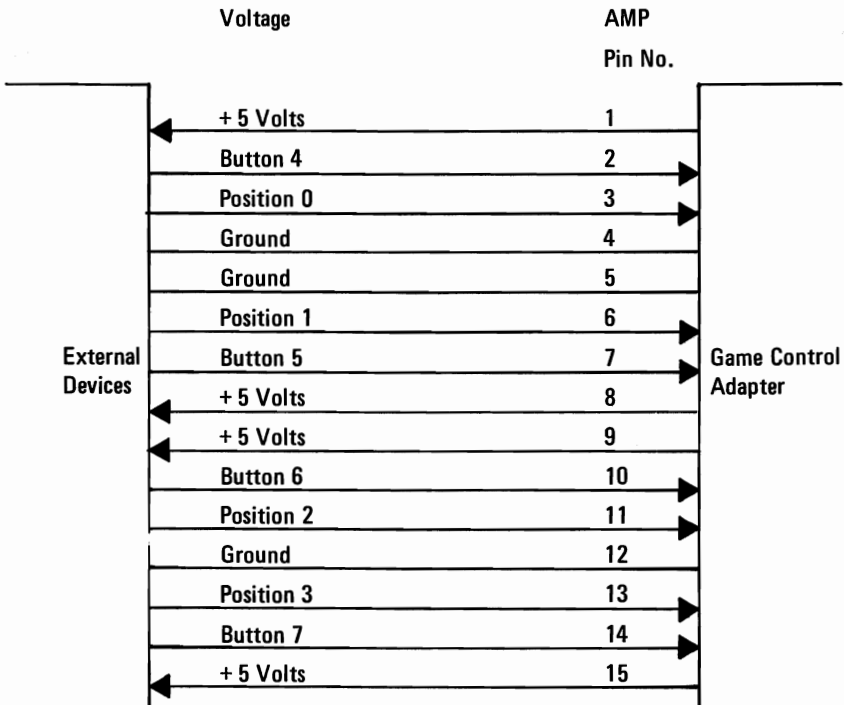 Voltage AMP
Pin No.
+ 5 Volts 1
Button 4 2
Position 0 3
Ground 4
Ground 5
Position 1 6
External Devices
Button 5 7
Game Control Adapter
+ 5 Volts 8
+ 5 Volts 9
Button 6 10
Position 2 11
Ground 12
Position 3 13
Button 7 14
+ 5 Volts 15